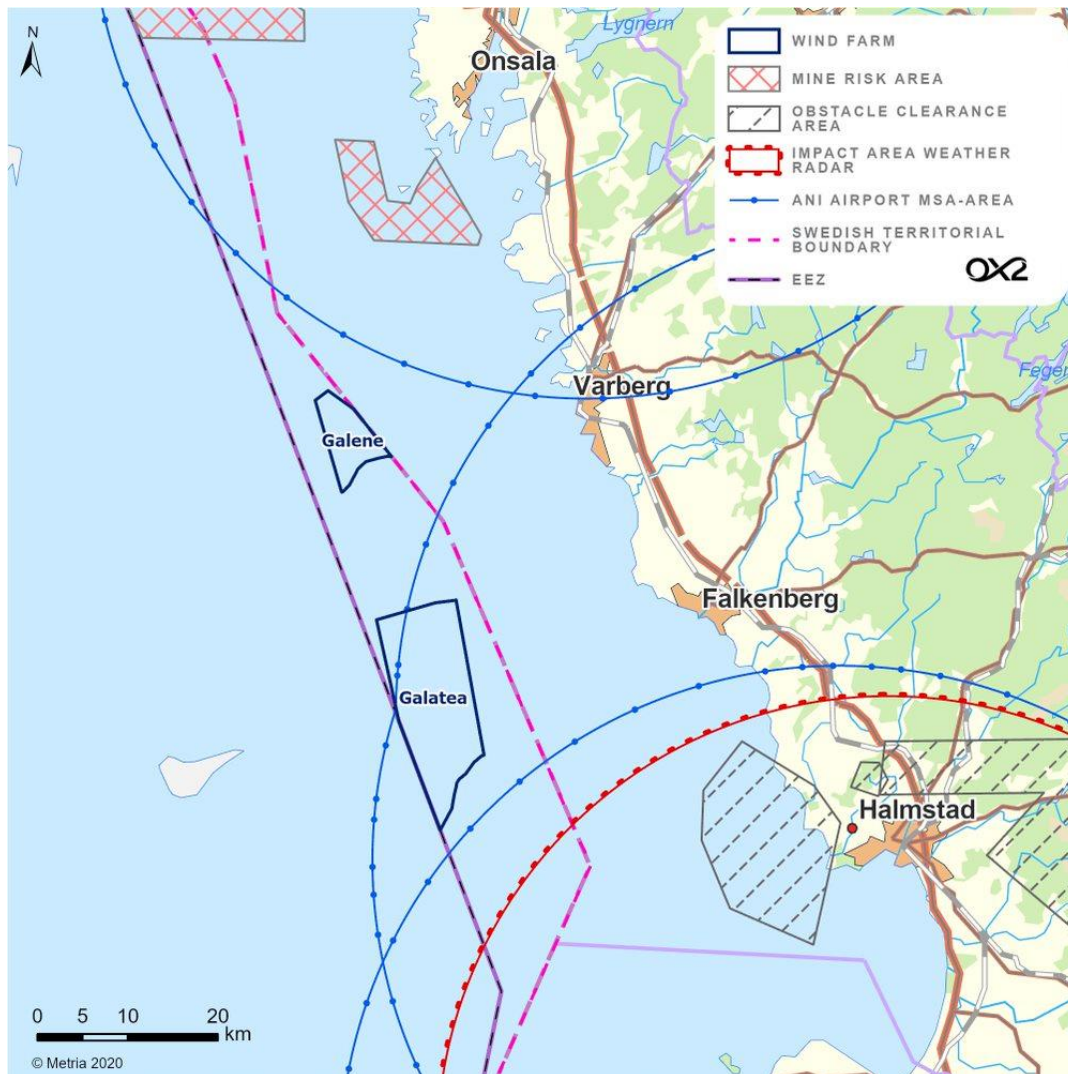 N
Lygnern
Onsala
WIND FARM
MINE RISK AREA
OBSTACLE CLEARANCE
AREA
IMPACT AREA WEATHER
RADAR
ANI AIRPORT MSA-AREA
SWEDISH TERRITORIAL
BOUNDARY
OX2
EEZ
Varberg
Feger
Galene
Falkenberg
Galatea
Halmstad
0 5 10 20
km
© Metria 2020